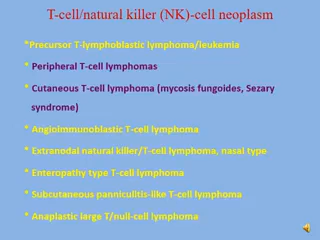 T-cell/natural killer (NK)-cell neoplasm
*Precursor T-lymphoblastic lymphoma/leukemia
* Peripheral T-cell lymphomas
* Cutaneous T-cell lymphoma (mycosis fungoides, Sezary
syndrome)
* Angioimmunoblastic T-cell lymphoma
* Extranodal natural killer/T-cell lymphoma, nasal type
* Enteropathy type T-cell lymphoma
* Subcutaneous panniculitis-like T-cell lymphoma
* Anaplastic large T/null-cell lymphoma